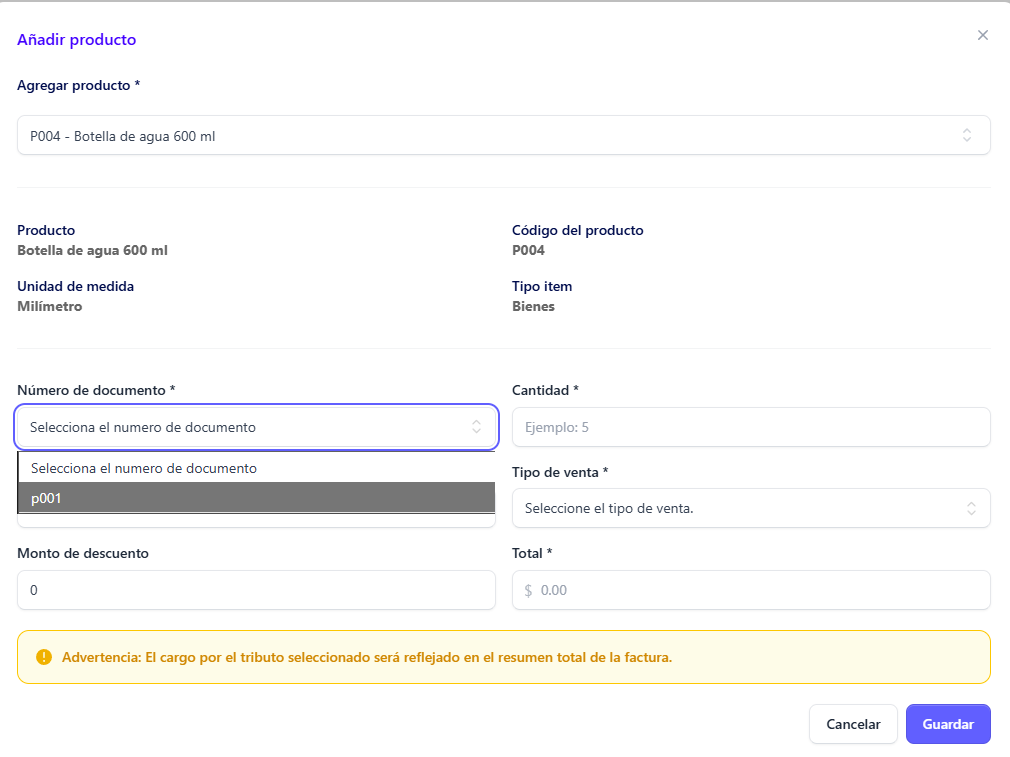 Añadir producto
Agregar producto *
P004 - Botella de agua 600 ml
Producto
Botella de agua 600 ml
Código del producto
P004
Unidad de medida
Milímetro
Tipo item
Bienes
Número de documento *
Selecciona el numero de documento
Selecciona el numero de documento
p001
Cantidad *
Ejemplo: 5
Tipo de venta *
Seleccione el tipo de venta.
Monto de descuento
0
Total *
$ 0.00
Advertencia: El cargo por el tributo seleccionado será reflejado en el resumen total de la factura.
Cancelar
Guardar